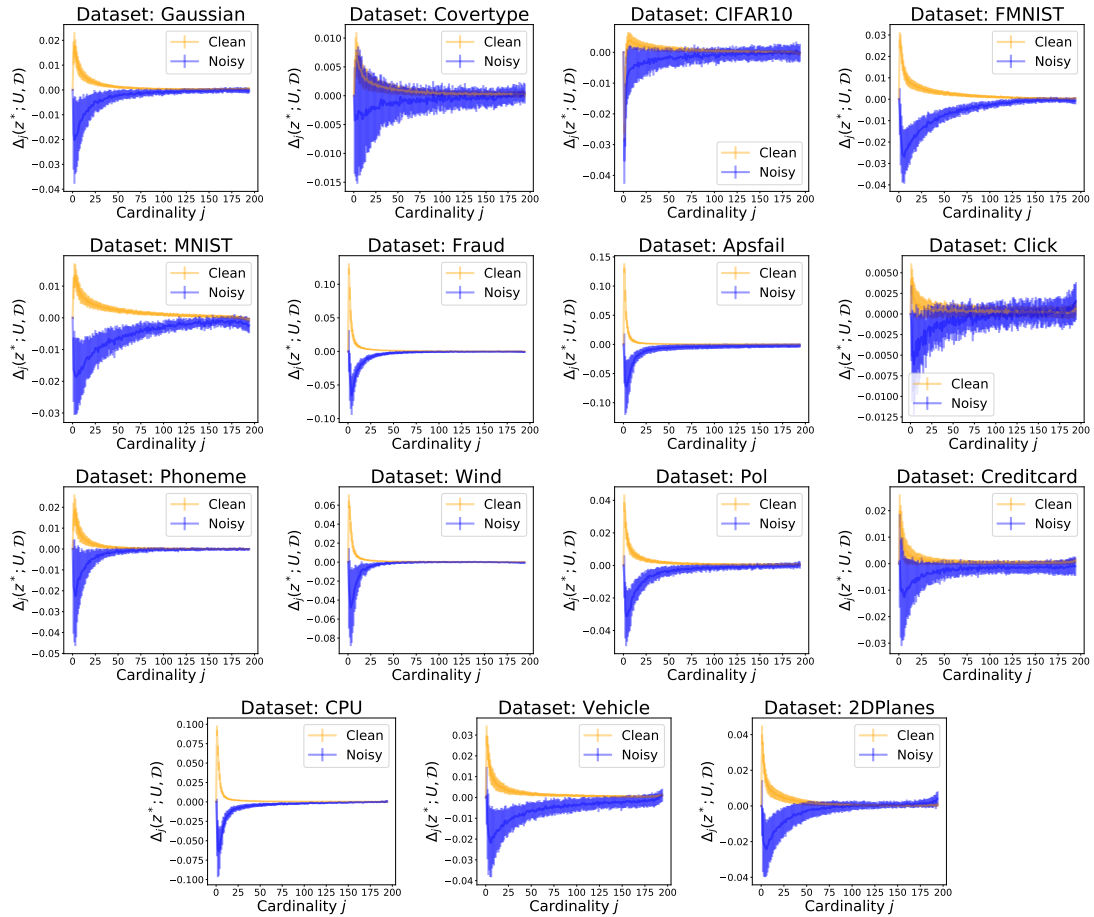 Dataset: Gaussian
Δj(z*; U, D)
0.02
0.01
0.00
−0.01
−0.02
−0.03
−0.04
0 25 50 75 100 125 150 175 200
Cardinality j
Clean
Noisy
Dataset: Covertype
Δj(z*; U, D)
0.010
0.005
0.000
−0.005
−0.010
−0.015
0 25 50 75 100 125 150 175 200
Cardinality j
Clean
Noisy
Dataset: CIFAR10
Δj(z*; U, D)
0.00
−0.01
−0.02
−0.03
−0.04
0 25 50 75 100 125 150 175 200
Cardinality j
Clean
Noisy
Dataset: FMNIST
Δj(z*; U, D)
0.03
0.02
0.01
0.00
−0.01
−0.02
−0.03
−0.04
0 25 50 75 100 125 150 175 200
Cardinality j
Clean
Noisy
Dataset: MNIST
Δj(z*; U, D)
0.01
0.00
−0.01
−0.02
−0.03
0 25 50 75 100 125 150 175 200
Cardinality j
Clean
Noisy
Dataset: Fraud
Δj(z*; U, D)
0.10
0.05
0.00
−0.05
−0.10
0 25 50 75 100 125 150 175 200
Cardinality j
Clean
Noisy
Dataset: Apsfail
Δj(z*; U, D)
0.15
0.10
0.05
0.00
−0.05
−0.10
0 25 50 75 100 125 150 175 200
Cardinality j
Clean
Noisy
Dataset: Click
Δj(z*; U, D)
0.0050
0.0025
0.0000
−0.0025
−0.0050
−0.0075
−0.0100
−0.0125
0 25 50 75 100 125 150 175 200
Cardinality j
Clean
Noisy
Dataset: Phoneme
Δj(z*; U, D)
0.02
0.01
0.00
−0.01
−0.02
−0.03
−0.04
−0.05
0 25 50 75 100 125 150 175 200
Cardinality j
Clean
Noisy
Dataset: Wind
Δj(z*; U, D)
0.06
0.04
0.02
0.00
−0.02
−0.04
−0.06
−0.08
0 25 50 75 100 125 150 175 200
Cardinality j
Clean
Noisy
Dataset: Pol
Δj(z*; U, D)
0.04
0.02
0.00
−0.02
−0.04
0 25 50 75 100 125 150 175 200
Cardinality j
Clean
Noisy
Dataset: Creditcard
Δj(z*; U, D)
0.02
0.01
0.00
−0.01
−0.02
−0.03
0 25 50 75 100 125 150 175 200
Cardinality j
Clean
Noisy
Dataset: CPU
Δj(z*; U, D)
0.100
0.075
0.050
0.025
0.000
−0.025
−0.050
−0.075
−0.100
0 25 50 75 100 125 150 175 200
Cardinality j
Clean
Noisy
Dataset: Vehicle
Δj(z*; U, D)
0.03
0.02
0.01
0.00
−0.01
−0.02
−0.03
−0.04
0 25 50 75 100 125 150 175 200
Cardinality j
Clean
Noisy
Dataset: 2DPlanes
Δj(z*; U, D)
0.04
0.02
0.00
−0.02
−0.04
0 25 50 75 100 125 150 175 200
Cardinality j
Clean
Noisy